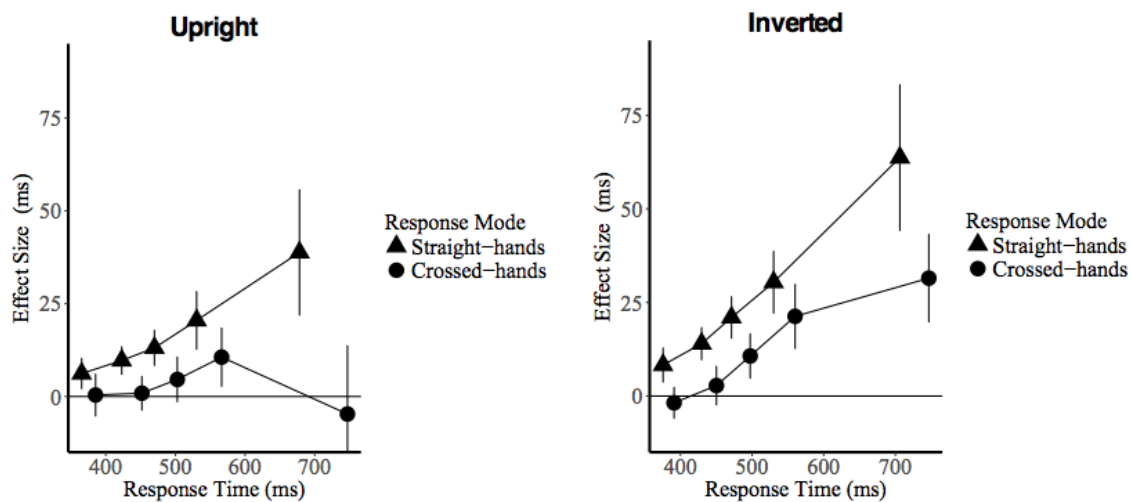 Upright
75
50
25
0
Effect Size (ms)
400 500 600 700
Response Time (ms)
Response Mode
Straight−hands
Crossed−hands
Inverted
75
50
25
0
Effect Size (ms)
400 500 600 700
Response Time (ms)
Response Mode
Straight−hands
Crossed−hands